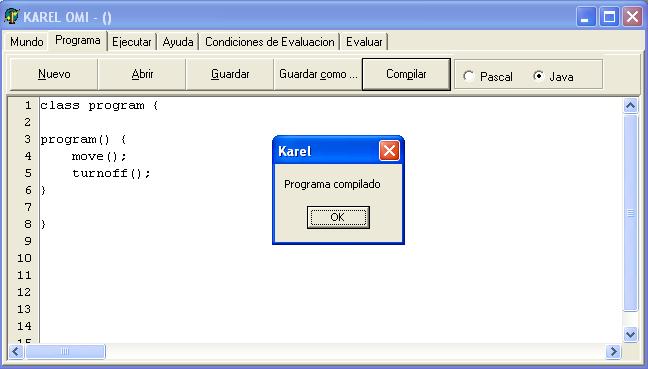 KAREL OMI - ()
Mundo Programa Ejecutar Ayuda Condiciones de Evaluacion Evaluar
Nuevo Abrir Guardar Guardar como ... Compilar Pascal Java
1 class program {
2
3 program() {
4 move();
5 turnoff();
6 }
7
8 }
9
10
11
12
13
14
15
Karel
Programa compilado
OK